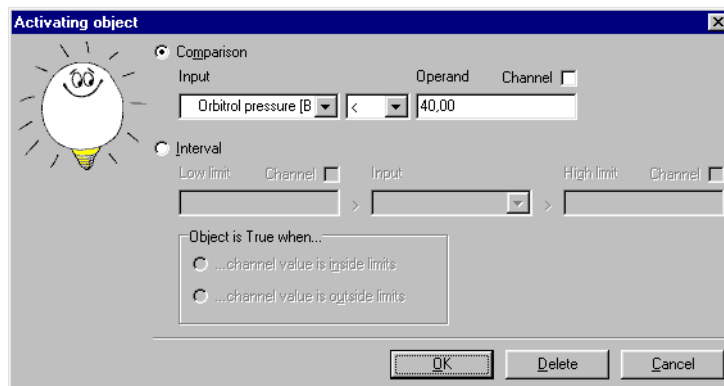 Activating object
Comparison
Input Operand Channel
Orbitrol pressure [B < 40,00
Interval
Low limit Channel Input High limit Channel
> >
Object is True when...
...channel value is inside limits
...channel value is outside limits
OK Delete Cancel